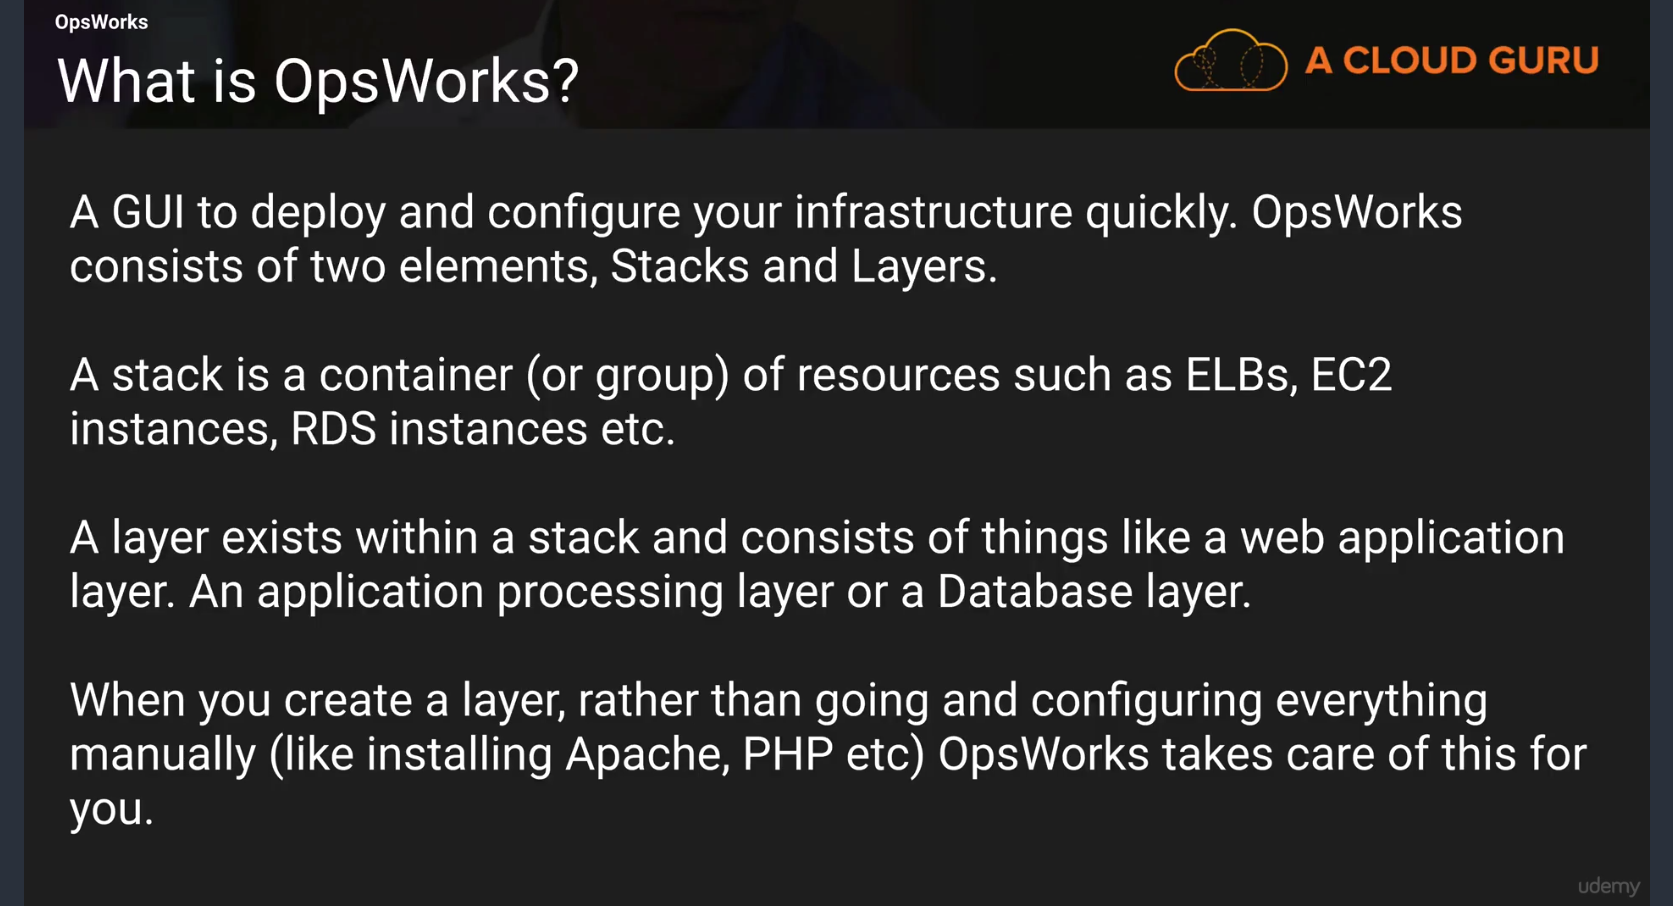 OpsWorks
What is OpsWorks?
A CLOUD GURU
A GUI to deploy and configure your infrastructure quickly. OpsWorks
consists of two elements, Stacks and Layers.
A stack is a container (or group) of resources such as ELBs, EC2
instances, RDS instances etc.
A layer exists within a stack and consists of things like a web application
layer. An application processing layer or a Database layer.
When you create a layer, rather than going and configuring everything
manually (like installing Apache, PHP etc) OpsWorks takes care of this for
you.
udemy